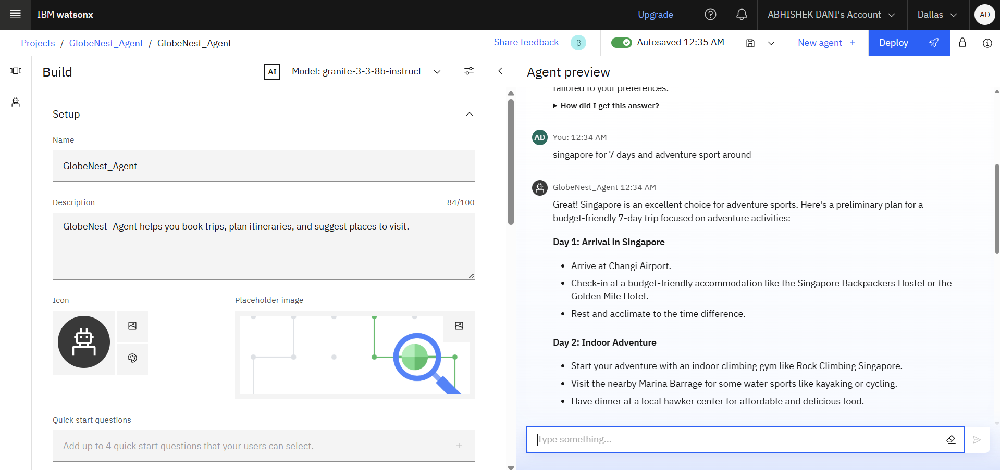 IBM watsonx
Upgrade
ABHISHEK DANI's Account
Dallas
AD
Projects / GlobeNest_Agent / GlobeNest_Agent
Share feedback
β
Autosaved 12:35 AM
New agent +
Deploy
Build
AI
Model: granite-3-3-8b-instruct
Setup
Name
GlobeNest_Agent
Description
84/100
GlobeNest_Agent helps you book trips, plan itineraries, and suggest places to visit.
Icon
Placeholder image
Quick start questions
Add up to 4 quick start questions that your users can select.
Agent preview
tailored to your preferences.
How did I get this answer?
AD
You: 12:34 AM
singapore for 7 days and adventure sport around
GlobeNest_Agent 12:34 AM
Great! Singapore is an excellent choice for adventure sports. Here's a preliminary plan for a
budget-friendly 7-day trip focused on adventure activities:
Day 1: Arrival in Singapore
• Arrive at Changi Airport.
• Check-in at a budget-friendly accommodation like the Singapore Backpackers Hostel or the
Golden Mile Hotel.
• Rest and acclimate to the time difference.
Day 2: Indoor Adventure
• Start your adventure with an indoor climbing gym like Rock Climbing Singapore.
• Visit the nearby Marina Barrage for some water sports like kayaking or cycling.
• Have dinner at a local hawker center for affordable and delicious food.
Type something...